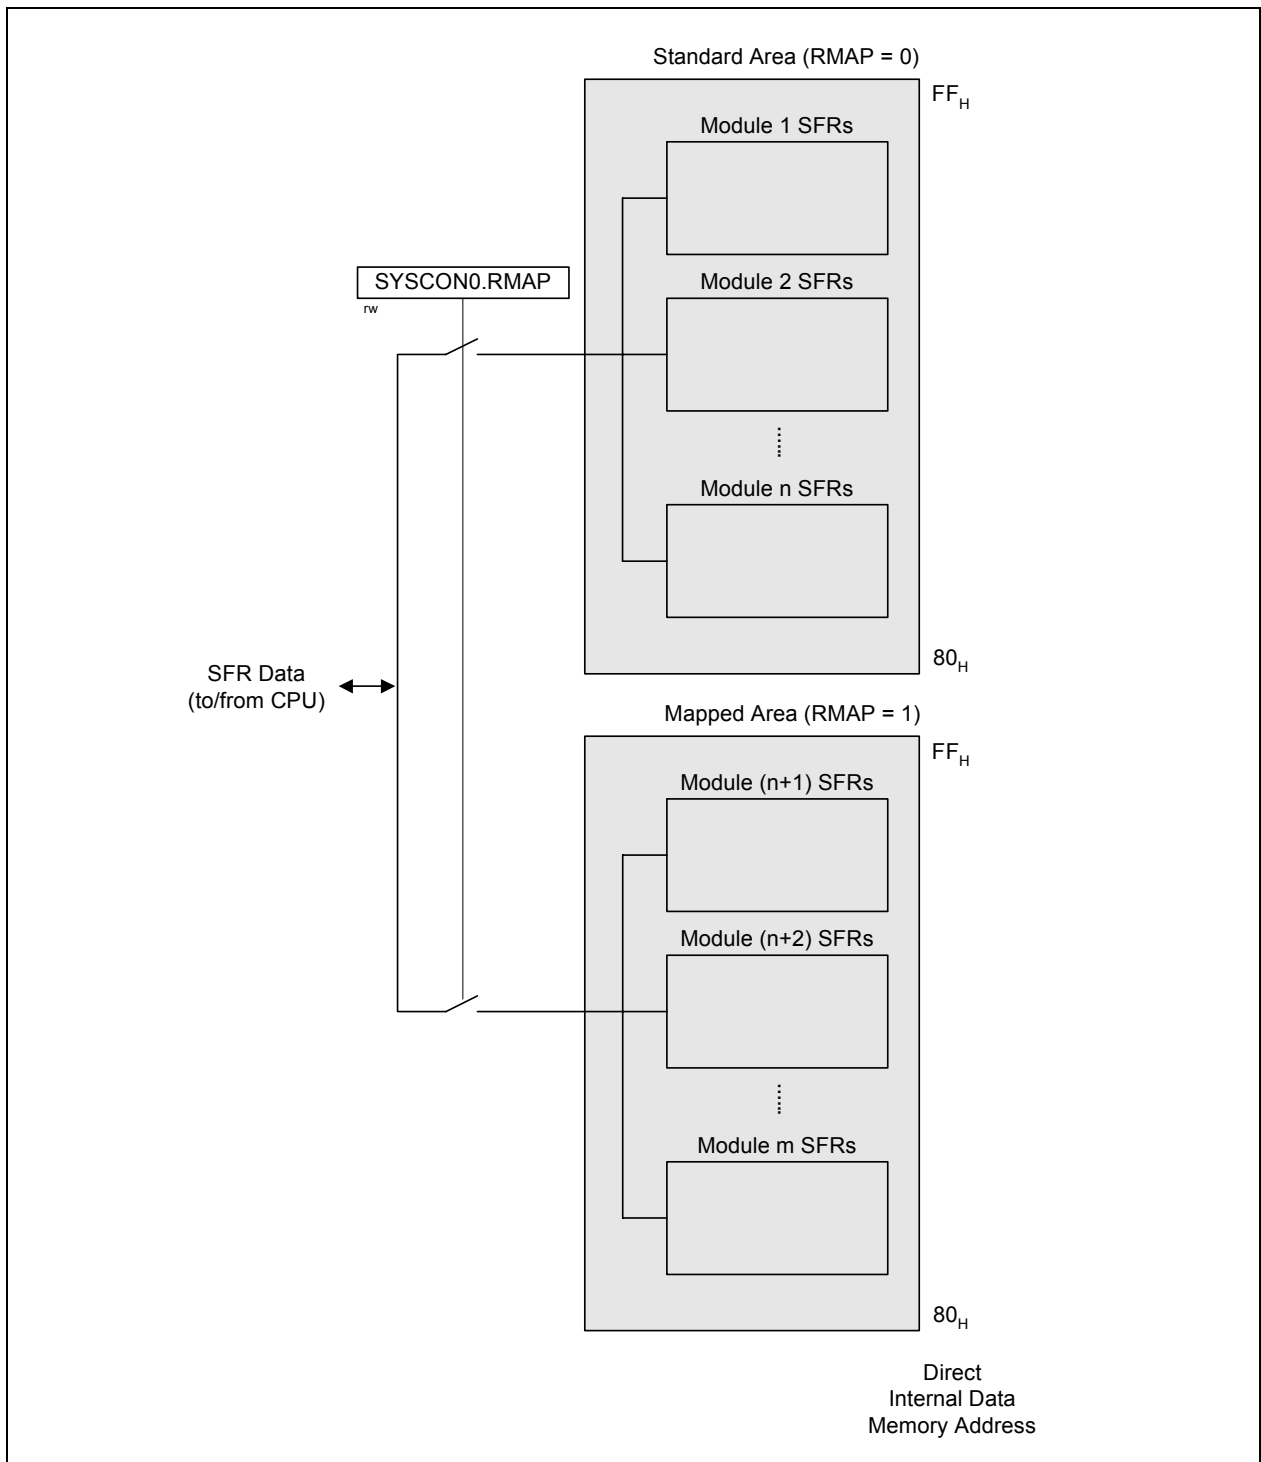 Standard Area (RMAP = 0)
FFH
Module 1 SFRs
SYSCON0.RMAP
rw
Module 2 SFRs
Module n SFRs
80H
SFR Data
(to/from CPU)
Mapped Area (RMAP = 1)
FFH
Module (n+1) SFRs
Module (n+2) SFRs
Module m SFRs
80H
Direct
Internal Data
Memory Address